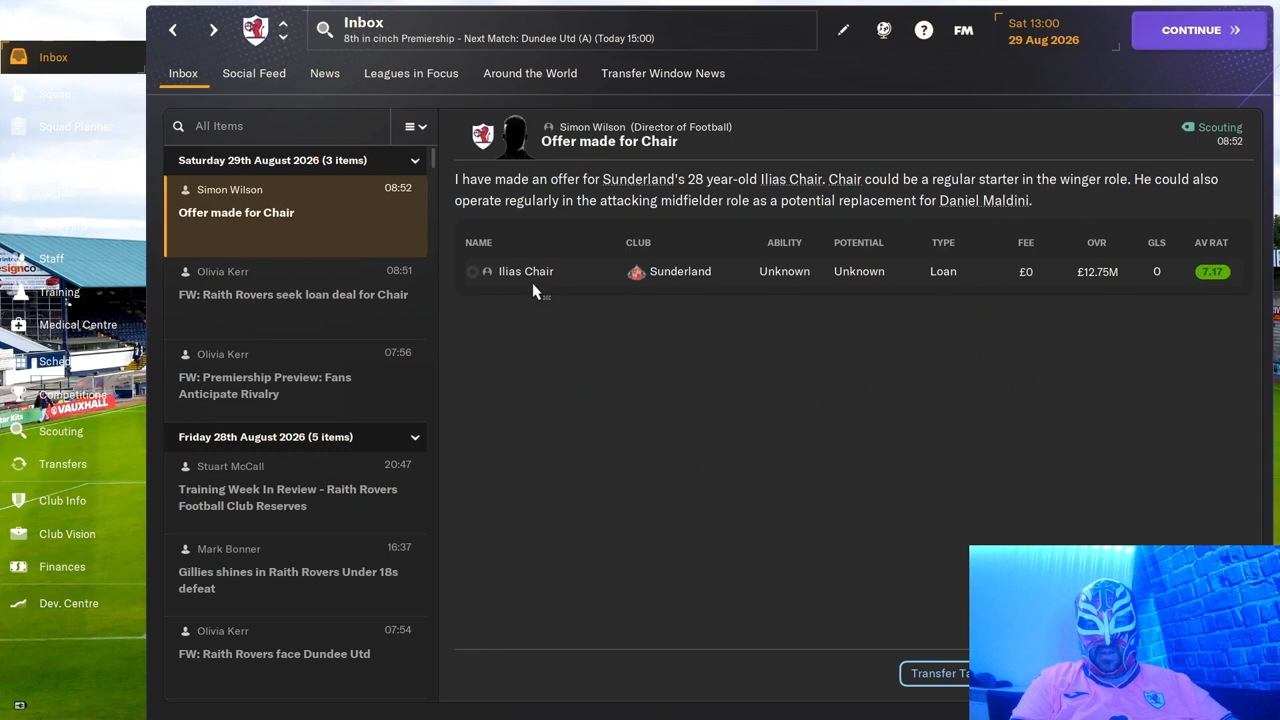 Inbox
8th in cinch Premiership - Next Match: Dundee Utd (A) (Today 15:00)
?
FM
Sat 13:00
29 Aug 2026
CONTINUE
Inbox
Squad
Squad Planner
Staff
Training
Medical Centre
Sched
Competitions
Scouting
Transfers
Club Info
Club Vision
Finances
Dev. Centre
VAUXHALL
Inbox
Social Feed
News
Leagues in Focus
Around the World
Transfer Window News
All Items
Saturday 29th August 2026 (3 items)
Simon Wilson 08:52
Offer made for Chair
Olivia Kerr 08:51
FW: Raith Rovers seek loan deal for Chair
Olivia Kerr 07:56
FW: Premiership Preview: Fans
Anticipate Rivalry
Friday 28th August 2026 (5 items)
Stuart McCall 20:47
Training Week In Review - Raith Rovers
Football Club Reserves
Mark Bonner 16:37
Gillies shines in Raith Rovers Under 18s
defeat
Olivia Kerr 07:54
FW: Raith Rovers face Dundee Utd
Simon Wilson (Director of Football)
Offer made for Chair
Scouting
08:52
I have made an offer for Sunderland's 28 year-old Ilias Chair. Chair could be a regular starter in the winger role. He could also
operate regularly in the attacking midfielder role as a potential replacement for Daniel Maldini.
NAME CLUB ABILITY POTENTIAL TYPE FEE OVR GLS AV RAT
Ilias Chair Sunderland Unknown Unknown Loan £0 £12.75M 0 7.17
Transfer Ta